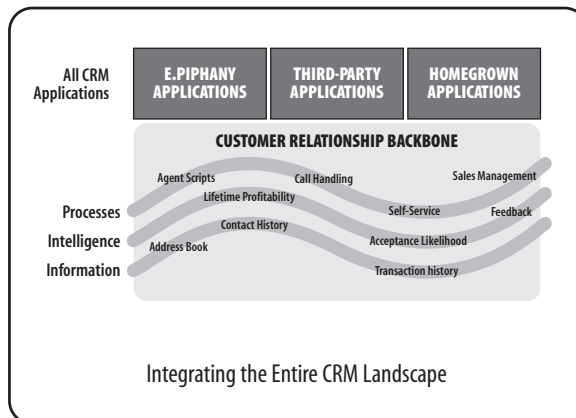 All CRM
Applications
E.PIPHANY
APPLICATIONS
THIRD-PARTY
APPLICATIONS
HOMEGROWN
APPLICATIONS
CUSTOMER RELATIONSHIP BACKBONE
Agent Scripts
Call Handling
Sales Management
Lifetime Profitability
Processes
Self-Service
Feedback
Contact History
Intelligence
Address Book
Acceptance Likelihood
Information
Transaction history
Integrating the Entire CRM Landscape